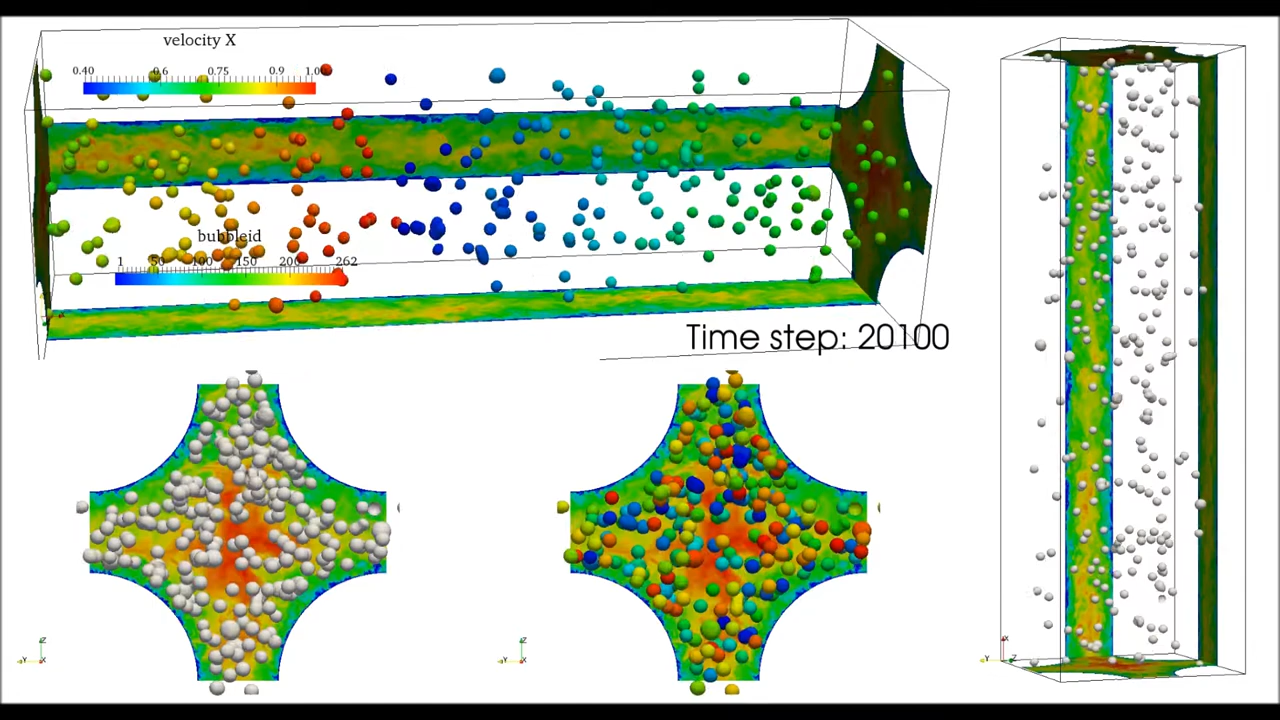 velocity X
0.40 0.6 0.75 0.9 1.0
bubbleid
1 50 100 150 200 262
Time step: 20100
Z
Y X
Z
Y X
X
Y Z